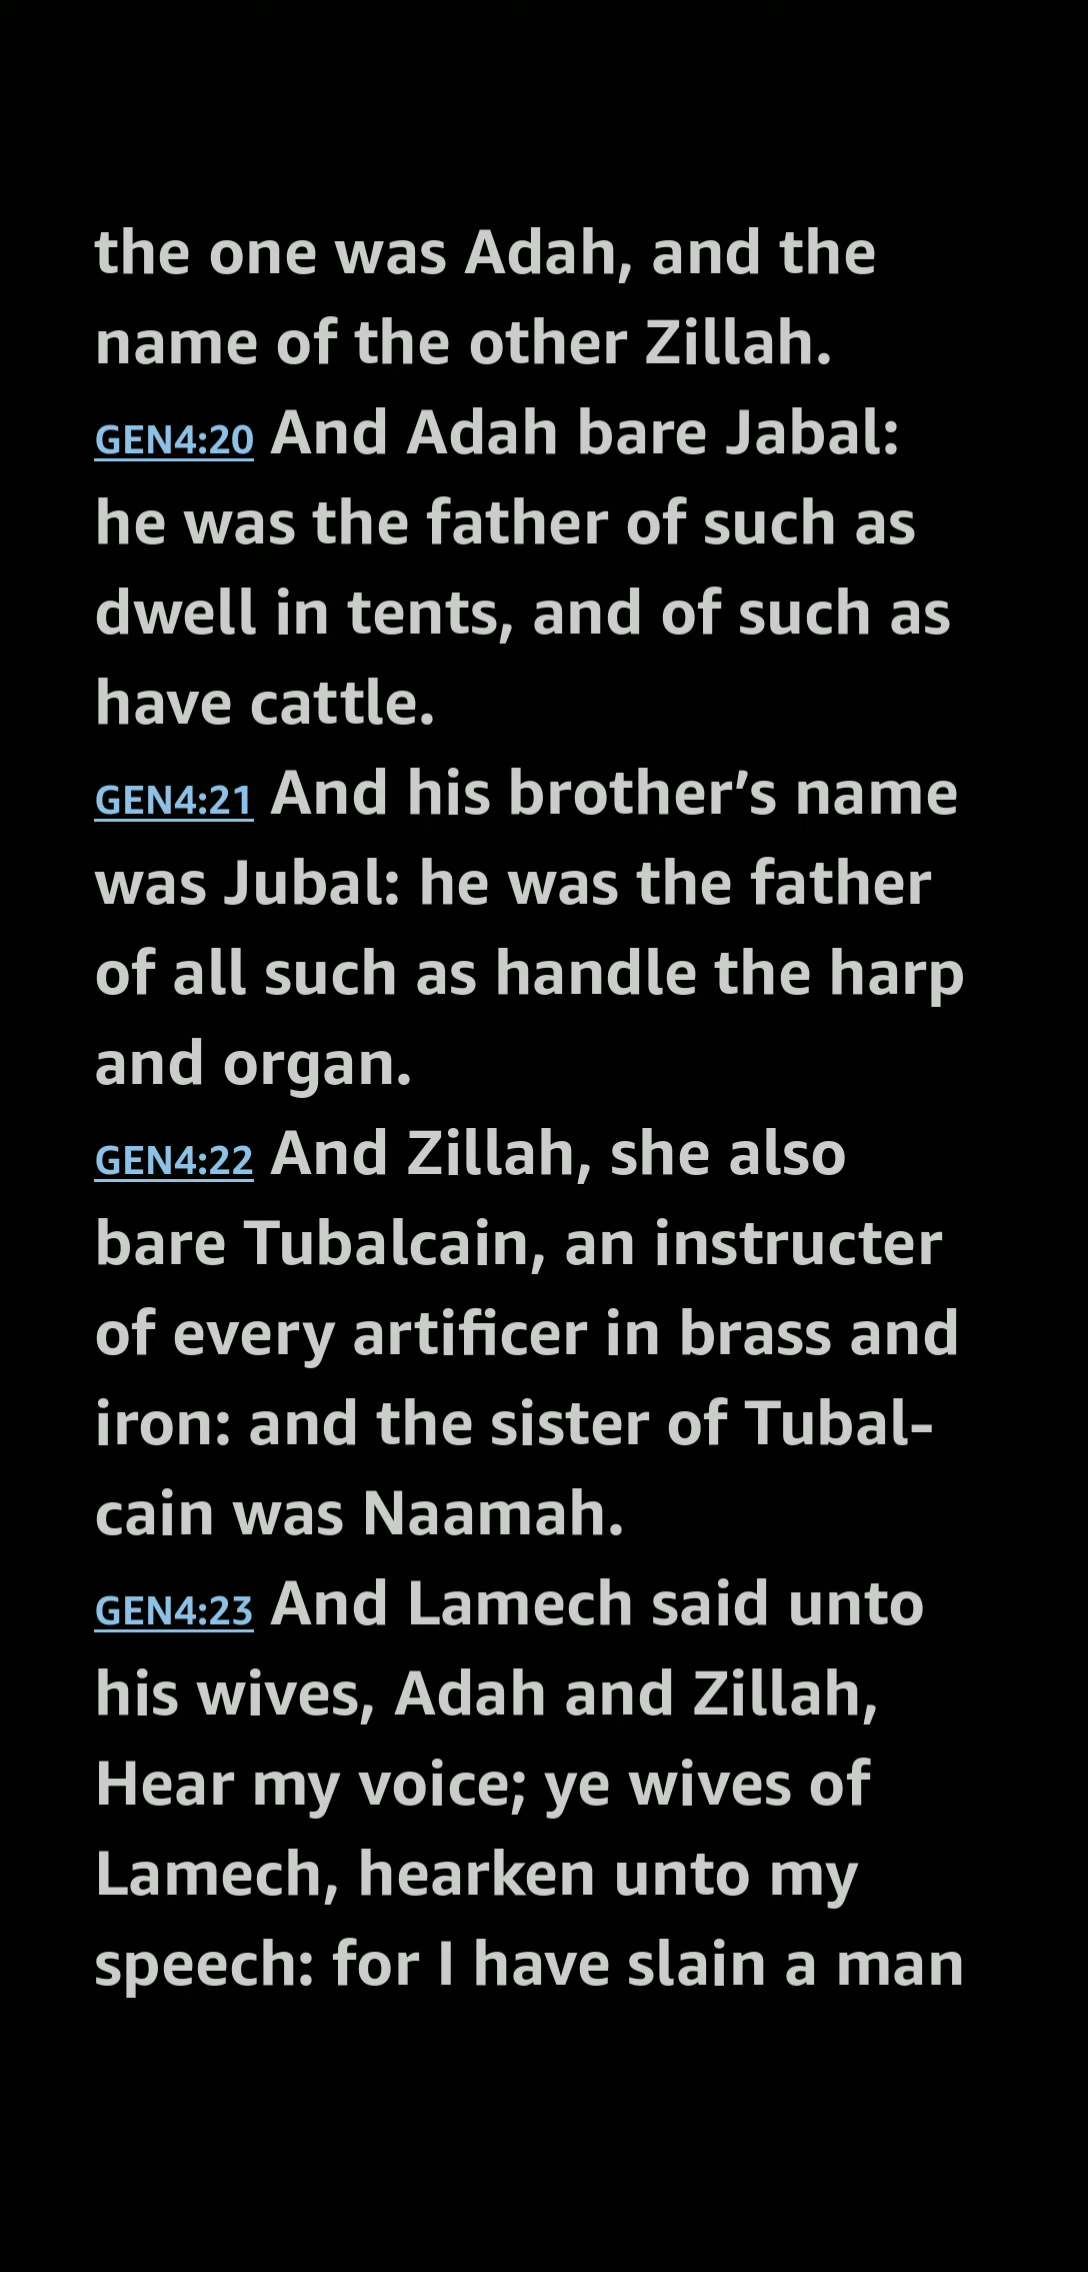 the one was Adah, and the
name of the other Zillah.
GEN4:20 And Adah bare Jabal:
he was the father of such as
dwell in tents, and of such as
have cattle.
GEN4:21 And his brother’s name
was Jubal: he was the father
of all such as handle the harp
and organ.
GEN4:22 And Zillah, she also
bare Tubalcain, an instructer
of every artificer in brass and
iron: and the sister of Tubal-
cain was Naamah.
GEN4:23 And Lamech said unto
his wives, Adah and Zillah,
Hear my voice; ye wives of
Lamech, hearken unto my
speech: for I have slain a man